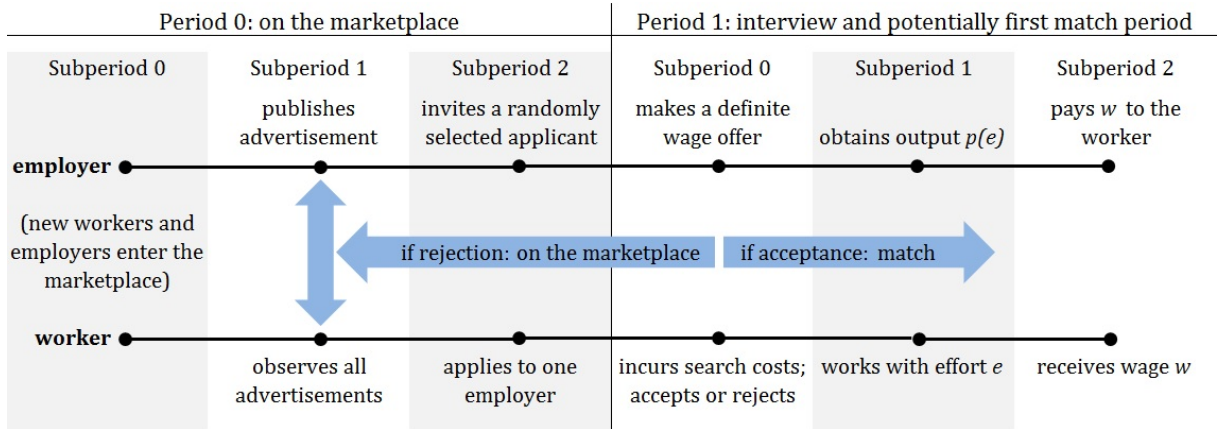 Period 0: on the marketplace
Period 1: interview and potentially first match period
Subperiod 0
Subperiod 1
Subperiod 2
Subperiod 0
Subperiod 1
Subperiod 2
publishes
advertisement
invites a randomly
selected applicant
makes a definite
wage offer
obtains output p(e)
pays w to the
worker
employer
(new workers and
employers enter the
marketplace)
if rejection: on the marketplace
if acceptance: match
worker
observes all
advertisements
applies to one
employer
incurs search costs;
accepts or rejects
works with effort e
receives wage w